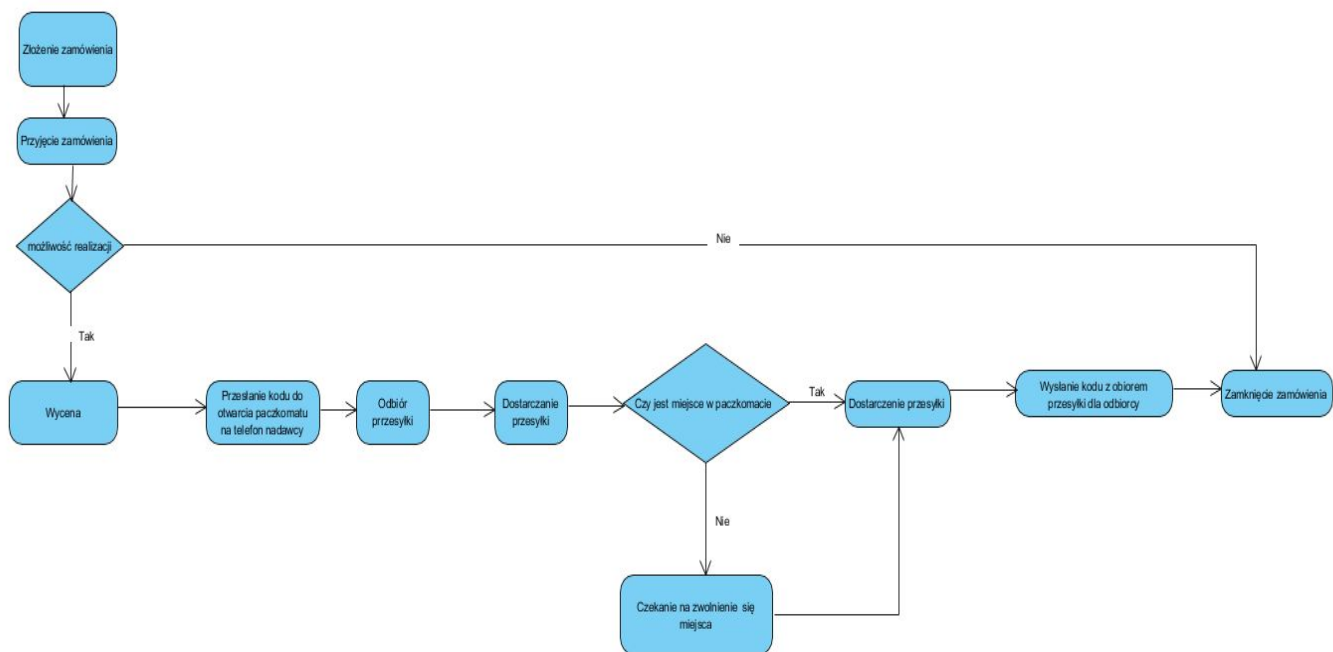 Złożenie zamówienia
Przyjęcie zamówienia
możliwość realizacji
Nie
Tak
Wycena
Przesłanie kodu do
otwarcia paczkomatu
na telefon nadawcy
Odbiór
prrzesyłki
Dostarczanie
przesyłki
Czy jest miejsce w paczkomacie
Tak
Dostarczenie przesyłki
Wysłanie kodu z obiorem
przesyłki dla odbiorcy
Zamknięcie zamówienia
Nie
Czekanie na zwolnienie się
miejsca